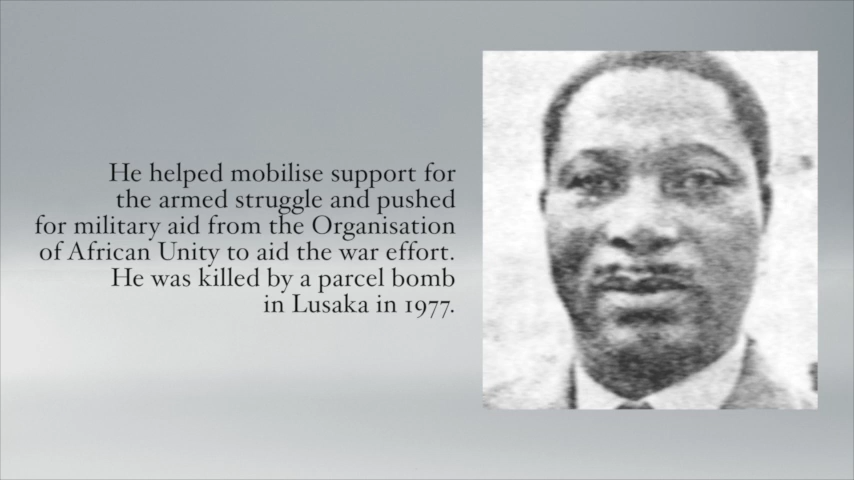 He helped mobilise support for
the armed struggle and pushed
for military aid from the Organisation
of African Unity to aid the war effort.
He was killed by a parcel bomb
in Lusaka in 1977.